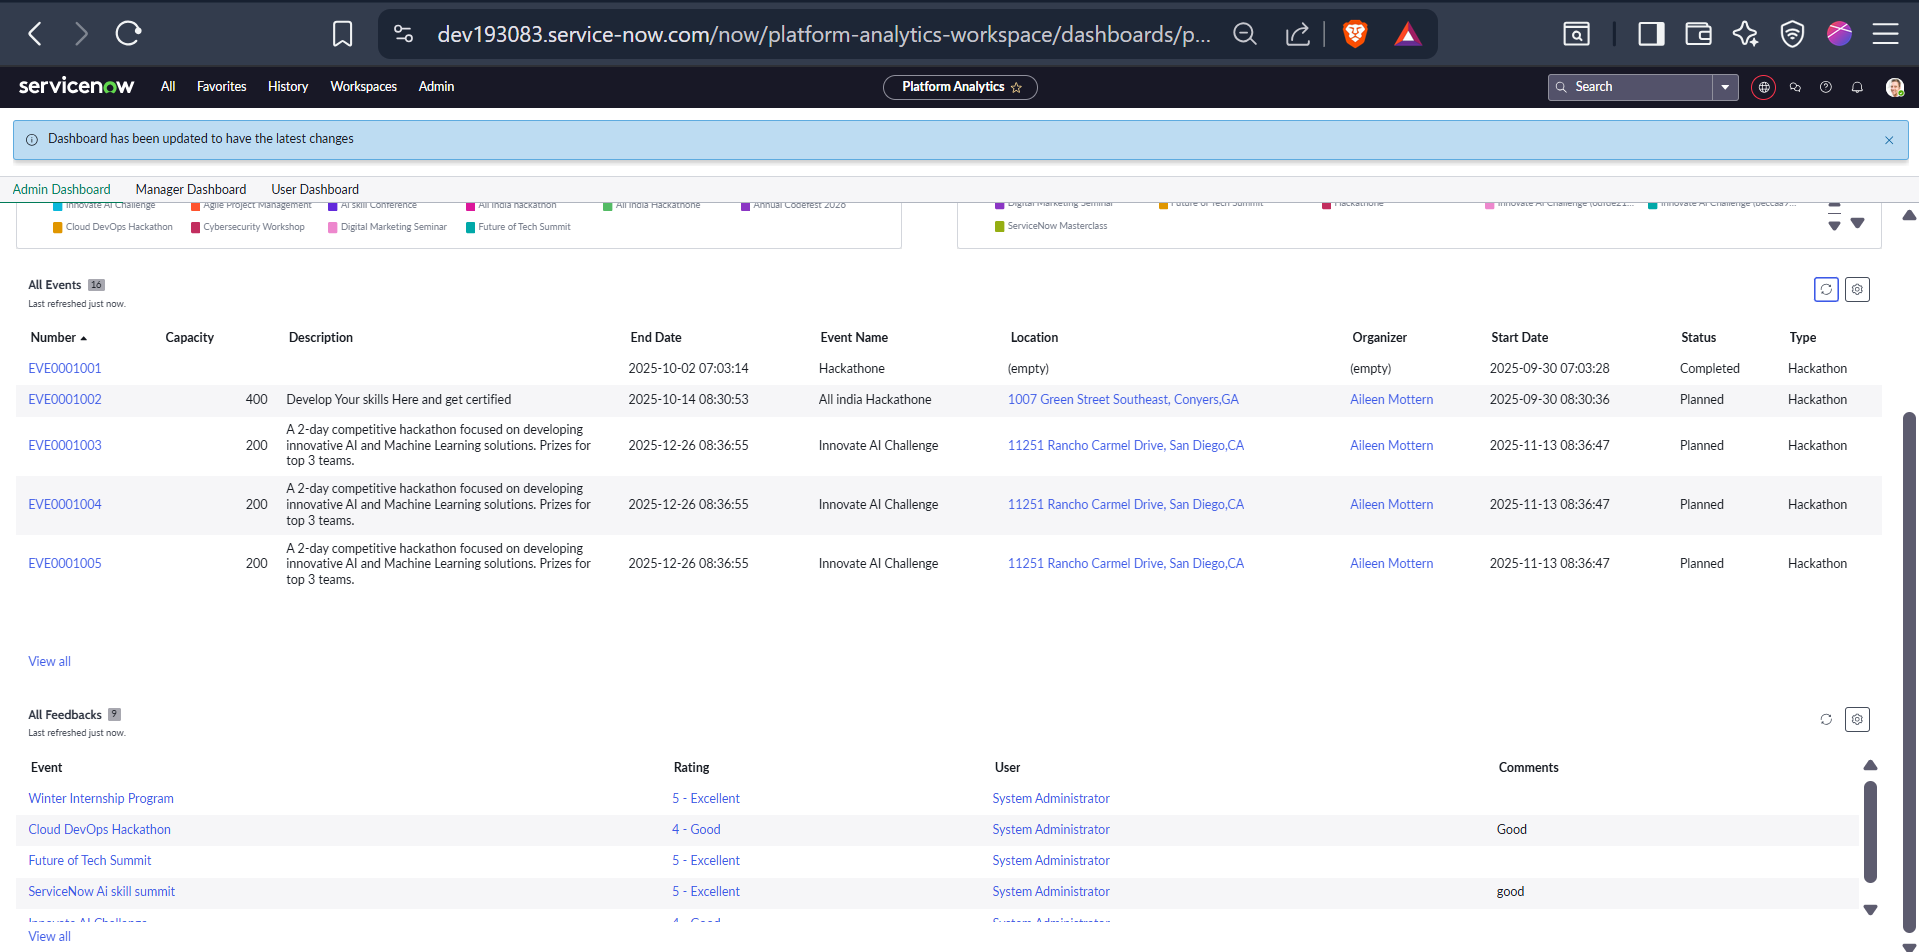 dev193083.service-now.com/now/platform-analytics-workspace/dashboards/p...
servicenow All Favorites History Workspaces Admin Platform Analytics Search
Dashboard has been updated to have the latest changes
Admin Dashboard Manager Dashboard User Dashboard
Innovate AI Challenge Agile Project Management AI skill Conference All india hackathon All India Hackathone Annual Codefest 2026 Digital Marketing Seminar Future of Tech Summit Hackathone
Cloud DevOps Hackathon Cybersecurity Workshop Digital Marketing Seminar Future of Tech Summit ServiceNow Masterclass
All Events 16
Last refreshed just now.
Number Capacity Description End Date Event Name Location Organizer Start Date Status Type
EVE0001001 2025-10-02 07:03:14 Hackathone (empty) (empty) 2025-09-30 07:03:28 Completed Hackathon
EVE0001002 400 Develop Your skills Here and get certified 2025-10-14 08:30:53 All india Hackathone 1007 Green Street Southeast, Conyers,GA Aileen Mottern 2025-09-30 08:30:36 Planned Hackathon
A 2-day competitive hackathon focused on developing
EVE0001003 200 innovative AI and Machine Learning solutions. Prizes for 2025-12-26 08:36:55 Innovate AI Challenge 11251 Rancho Carmel Drive, San Diego,CA Aileen Mottern 2025-11-13 08:36:47 Planned Hackathon
top 3 teams.
A 2-day competitive hackathon focused on developing
EVE0001004 200 innovative AI and Machine Learning solutions. Prizes for 2025-12-26 08:36:55 Innovate AI Challenge 11251 Rancho Carmel Drive, San Diego,CA Aileen Mottern 2025-11-13 08:36:47 Planned Hackathon
top 3 teams.
A 2-day competitive hackathon focused on developing
EVE0001005 200 innovative AI and Machine Learning solutions. Prizes for 2025-12-26 08:36:55 Innovate AI Challenge 11251 Rancho Carmel Drive, San Diego,CA Aileen Mottern 2025-11-13 08:36:47 Planned Hackathon
top 3 teams.
View all
All Feedbacks 9
Last refreshed just now.
Event Rating User Comments
Winter Internship Program 5 - Excellent System Administrator
Cloud DevOps Hackathon 4 - Good System Administrator Good
Future of Tech Summit 5 - Excellent System Administrator
ServiceNow Ai skill summit 5 - Excellent System Administrator good
Innovate AI Challenge 4 - Good System Administrator
View all